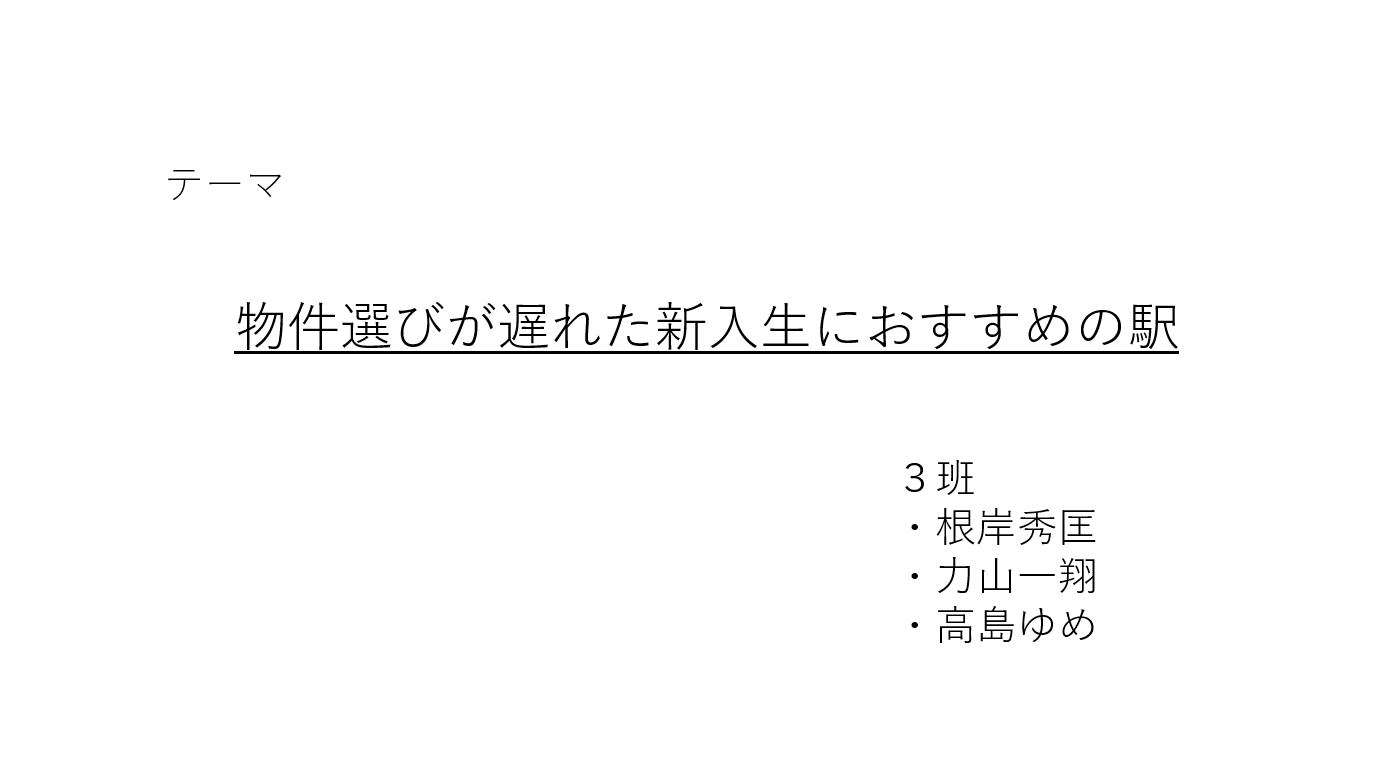 テーマ
物件選びが遅れた新入生におすすめの駅
３班
・根岸秀匡
・力山一翔
・高島ゆめ